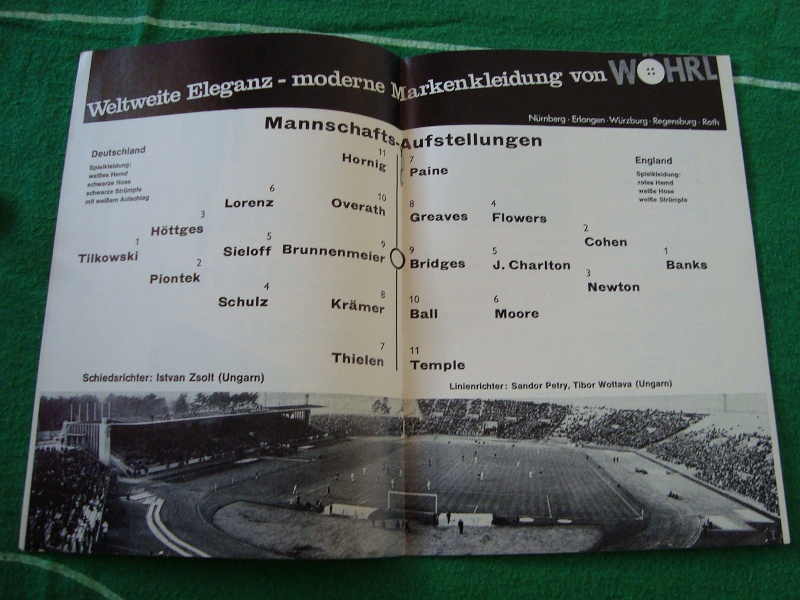 Weltweite Eleganz - moderne Markenkleidung von WÖHRL
Nürnberg · Erlangen · Würzburg · Regensburg · Roth
Mannschafts-Aufstellungen
Deutschland
Spielkleidung:
weißes Hemd
schwarze Hose
schwarze Strümpfe
mit weißem Aufschlag
11
Hornig
6
Lorenz
10
Overath
3
Höttges
1
Tilkowski
5
Sieloff
9
Brunnenmeier
2
Piontek
4
Schulz
8
Krämer
7
Thielen
Schiedsrichter: Istvan Zsolt (Ungarn)
England
Spielkleidung:
rotes Hemd
weiße Hose
weiße Strümpfe
7
Paine
8
Greaves
4
Flowers
2
Cohen
9
Bridges
5
J. Charlton
1
Banks
3
Newton
10
Ball
6
Moore
11
Temple
Linienrichter: Sandor Petry, Tibor Wottava (Ungarn)